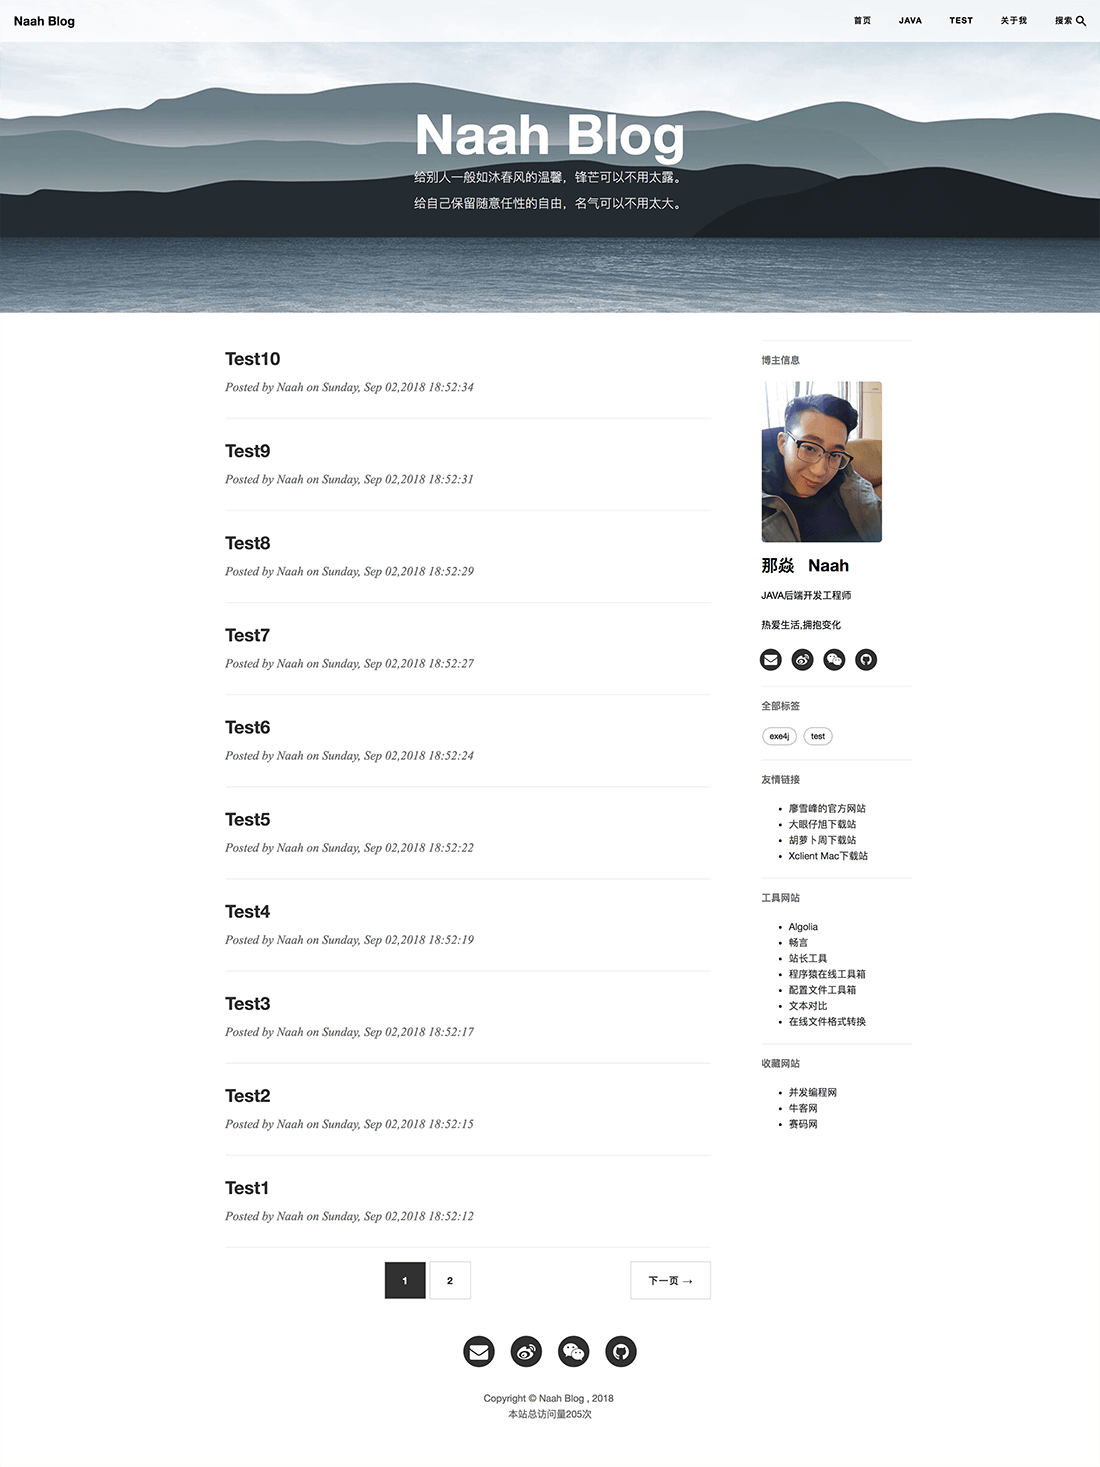 Naah Blog
首页 JAVA TEST 关于我 搜索
Naah Blog
给别人一般如沐春风的温馨，锋芒可以不用太露。
给自己保留随意任性的自由，名气可以不用太大。
Test10
Posted by Naah on Sunday, Sep 02,2018 18:52:34
Test9
Posted by Naah on Sunday, Sep 02,2018 18:52:31
Test8
Posted by Naah on Sunday, Sep 02,2018 18:52:29
Test7
Posted by Naah on Sunday, Sep 02,2018 18:52:27
Test6
Posted by Naah on Sunday, Sep 02,2018 18:52:24
Test5
Posted by Naah on Sunday, Sep 02,2018 18:52:22
Test4
Posted by Naah on Sunday, Sep 02,2018 18:52:19
Test3
Posted by Naah on Sunday, Sep 02,2018 18:52:17
Test2
Posted by Naah on Sunday, Sep 02,2018 18:52:15
Test1
Posted by Naah on Sunday, Sep 02,2018 18:52:12
1 2 下一页 →
博主信息
那焱 Naah
JAVA后端开发工程师
热爱生活,拥抱变化
全部标签
exe4j test
友情链接
廖雪峰的官方网站
大眼仔旭下载站
胡萝卜周下载站
Xclient Mac下载站
工具网站
Algolia
畅言
站长工具
程序猿在线工具箱
配置文件工具箱
文本对比
在线文件格式转换
收藏网站
并发编程网
牛客网
赛码网
Copyright © Naah Blog , 2018
本站总访问量205次